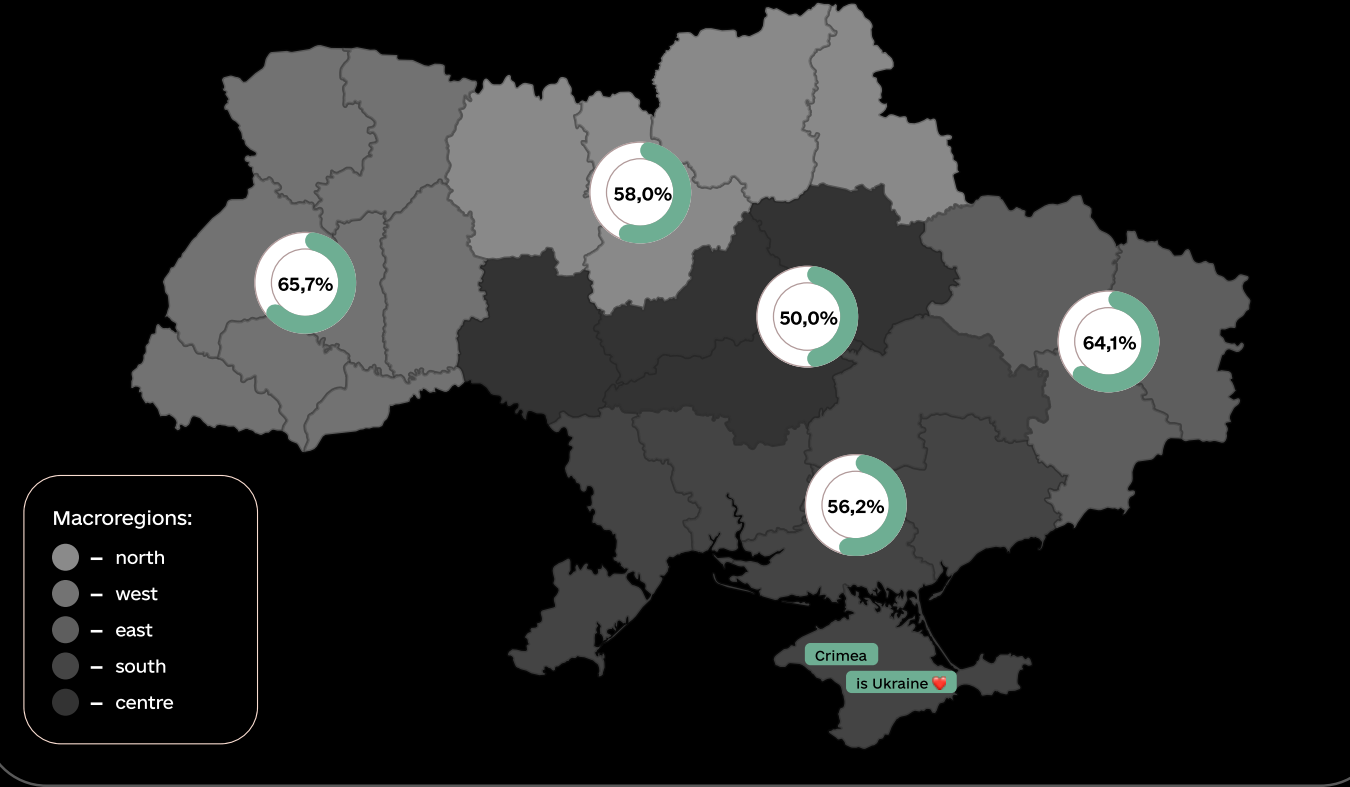 58,0%
65,7%
50,0%
64,1%
56,2%
Macroregions:
– north
– west
– east
– south
– centre
Crimea
is Ukraine ❤️